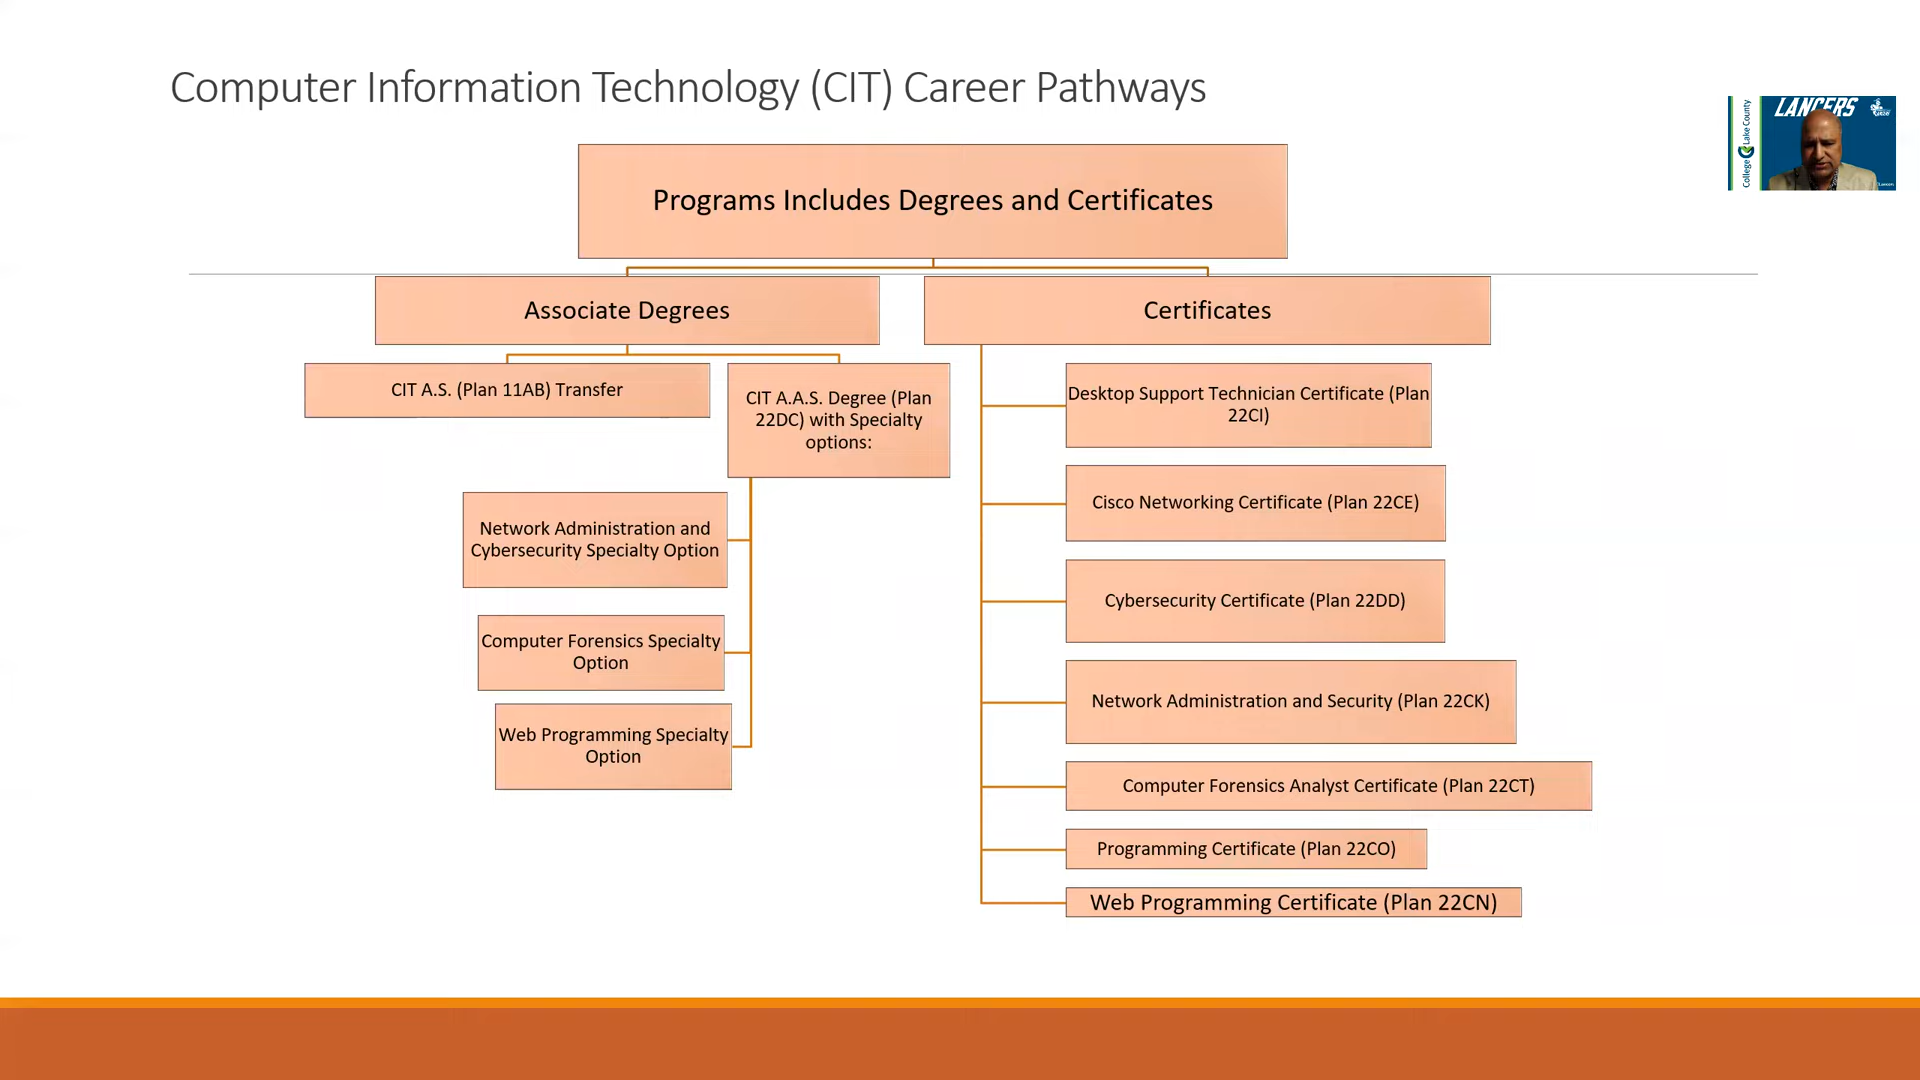 Computer Information Technology (CIT) Career Pathways
LANCERS
College of Lake County
Programs Includes Degrees and Certificates
Associate Degrees
Certificates
CIT A.S. (Plan 11AB) Transfer
CIT A.A.S. Degree (Plan
22DC) with Specialty
options:
Network Administration and
Cybersecurity Specialty Option
Computer Forensics Specialty
Option
Web Programming Specialty
Option
Desktop Support Technician Certificate (Plan
22CI)
Cisco Networking Certificate (Plan 22CE)
Cybersecurity Certificate (Plan 22DD)
Network Administration and Security (Plan 22CK)
Computer Forensics Analyst Certificate (Plan 22CT)
Programming Certificate (Plan 22CO)
Web Programming Certificate (Plan 22CN)